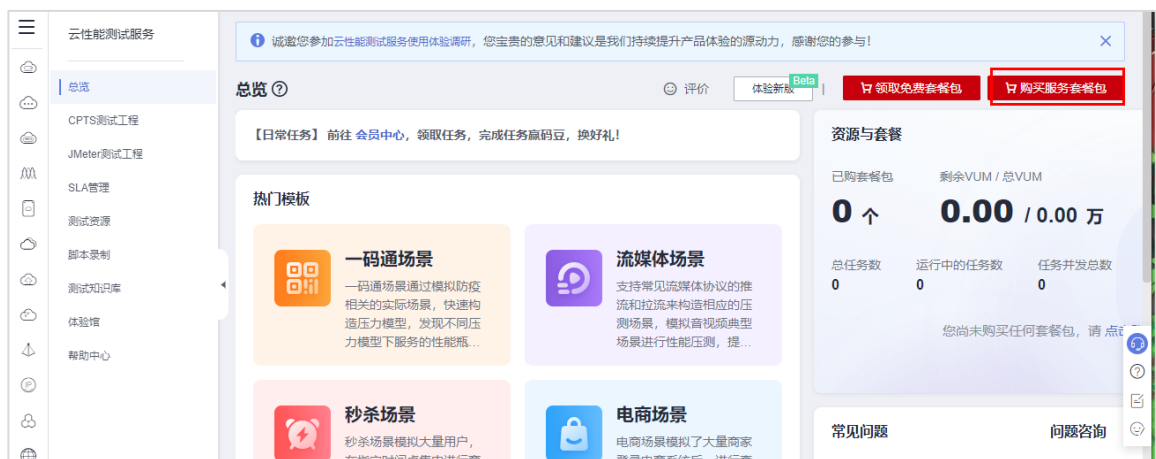 云性能测试服务
总览
CPTS测试工程
JMeter测试工程
SLA管理
测试资源
脚本录制
测试知识库
体验馆
帮助中心
诚邀您参加云性能测试服务使用体验调研，您宝贵的意见和建议是我们持续提升产品体验的源动力，感谢您的参与！
总览
评价
体验新版
Beta
领取免费套餐包
购买服务套餐包
【日常任务】 前往 会员中心，领取任务，完成任务赢码豆，换好礼！
热门模板
一码通场景
一码通场景通过模拟防疫
相关的实际场景，快速构
造压力模型，发现不同压
力模型下服务的性能瓶...
流媒体场景
支持常见流媒体协议的推
流和拉流来构造相应的压
测场景，模拟音视频典型
场景进行性能压测，提...
秒杀场景
秒杀场景模拟大量用户，
电商场景
电商场景模拟了大量商家
资源与套餐
已购套餐包
剩余VUM / 总VUM
0 个
0.00 / 0.00 万
总任务数
运行中的任务数
任务并发总数
0
0
0
您尚未购买任何套餐包，请 点击
常见问题
问题咨询